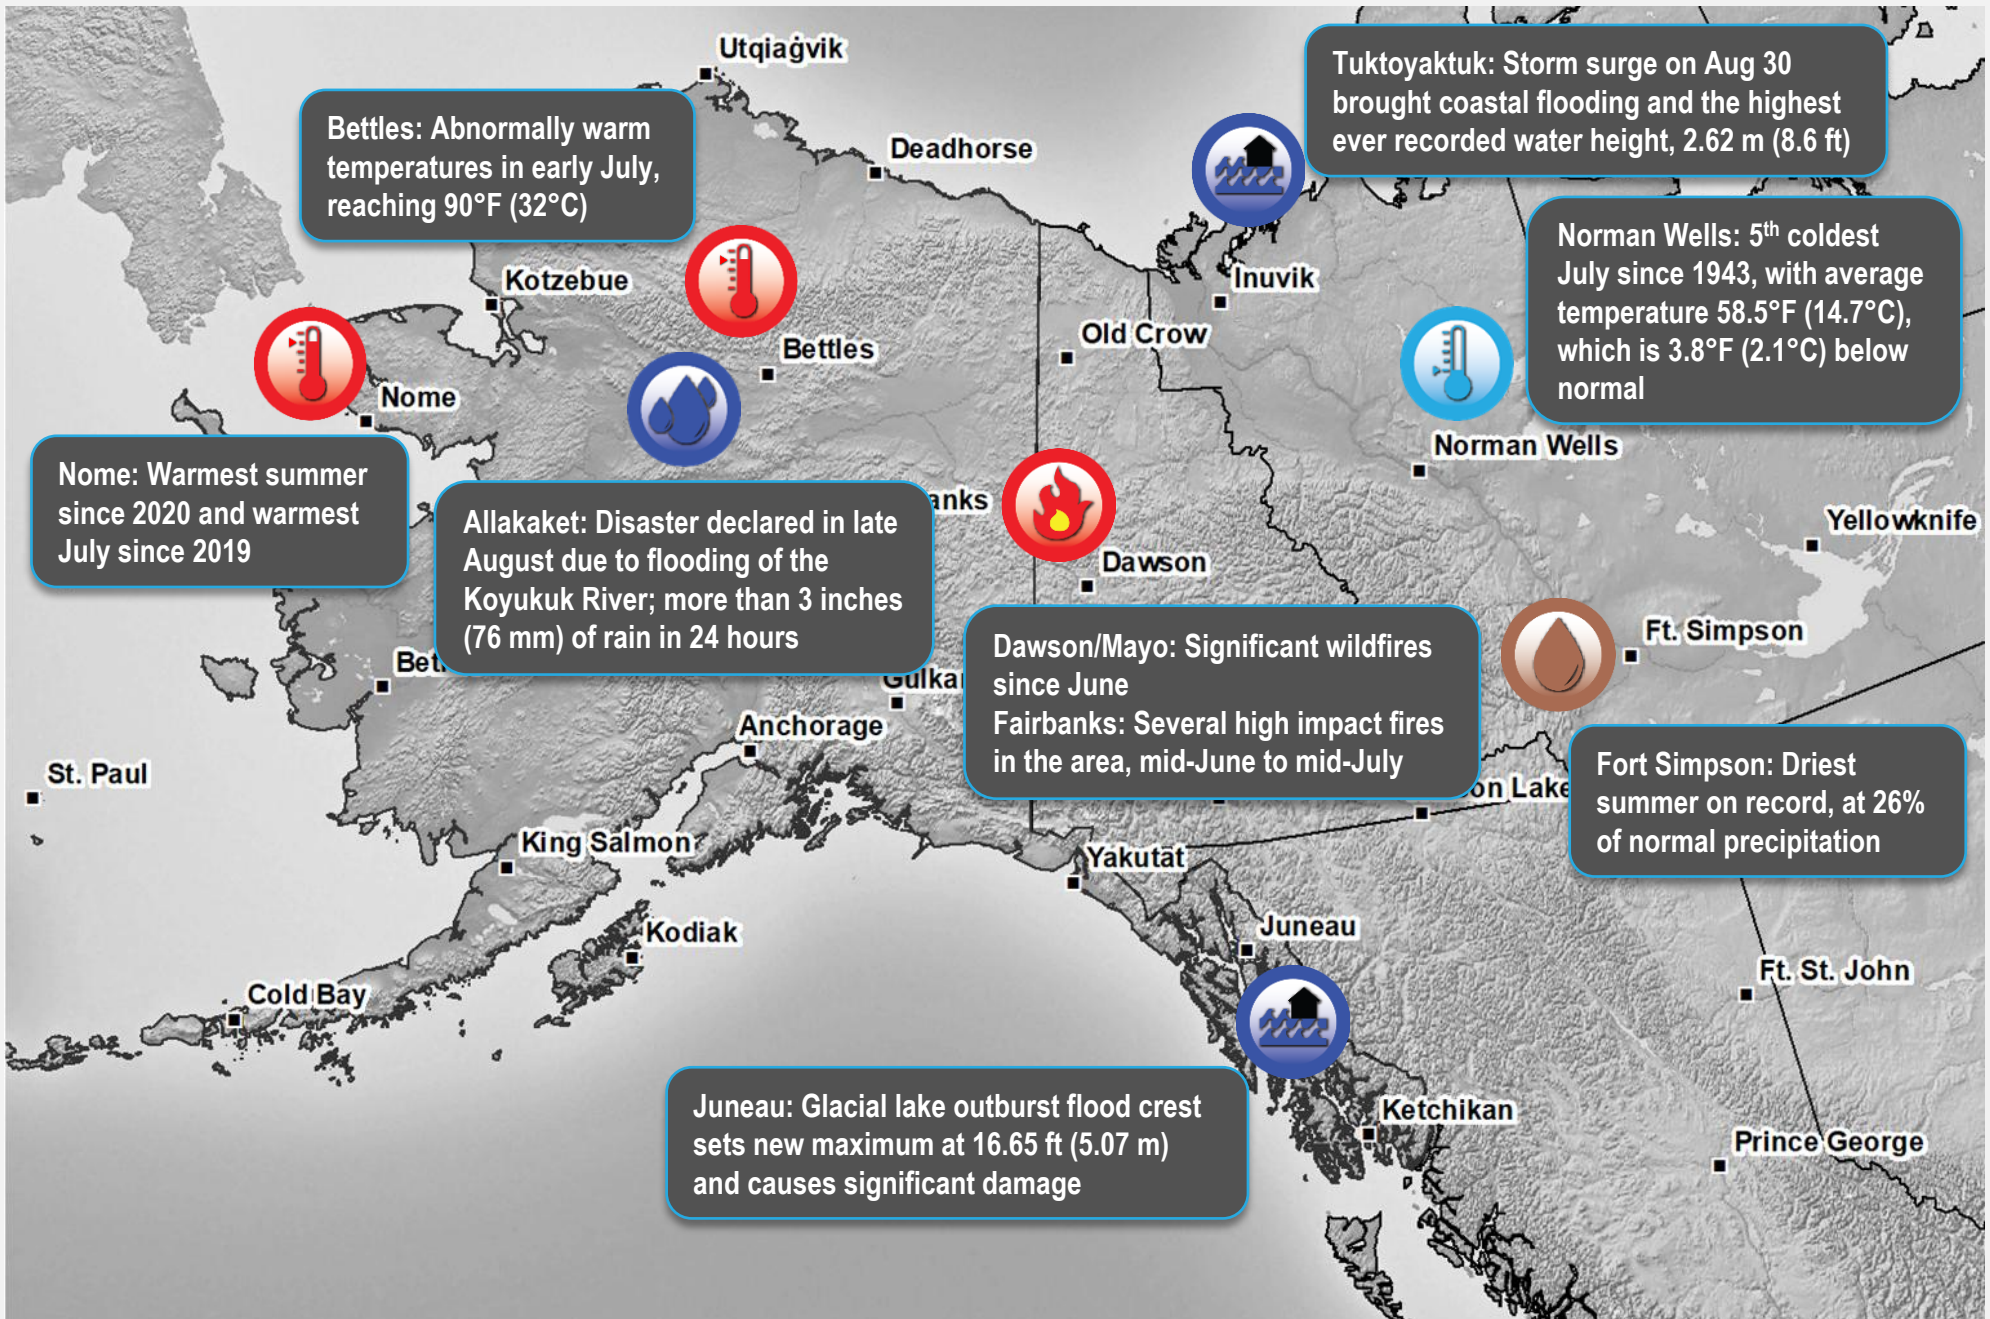 Utqiaġvik
Tuktoyaktuk: Storm surge on Aug 30
brought coastal flooding and the highest
ever recorded water height, 2.62 m (8.6 ft)
Bettles: Abnormally warm
temperatures in early July,
reaching 90°F (32°C)
Deadhorse
Norman Wells: 5th coldest
July since 1943, with average
temperature 58.5°F (14.7°C),
which is 3.8°F (2.1°C) below
normal
Kotzebue
Inuvik
Old Crow
Bettles
Nome
Norman Wells
Nome: Warmest summer
since 2020 and warmest
July since 2019
Allakaket: Disaster declared in late
August due to flooding of the
Koyukuk River; more than 3 inches
(76 mm) of rain in 24 hours
anks
Yellowknife
Dawson
Dawson/Mayo: Significant wildfires
since June
Fairbanks: Several high impact fires
in the area, mid-June to mid-July
Ft. Simpson
Bet
Gulka
Anchorage
St. Paul
Fort Simpson: Driest
summer on record, at 26%
of normal precipitation
on Lake
King Salmon
Yakutat
Kodiak
Juneau
Ft. St. John
Cold Bay
Juneau: Glacial lake outburst flood crest
sets new maximum at 16.65 ft (5.07 m)
and causes significant damage
Ketchikan
Prince George